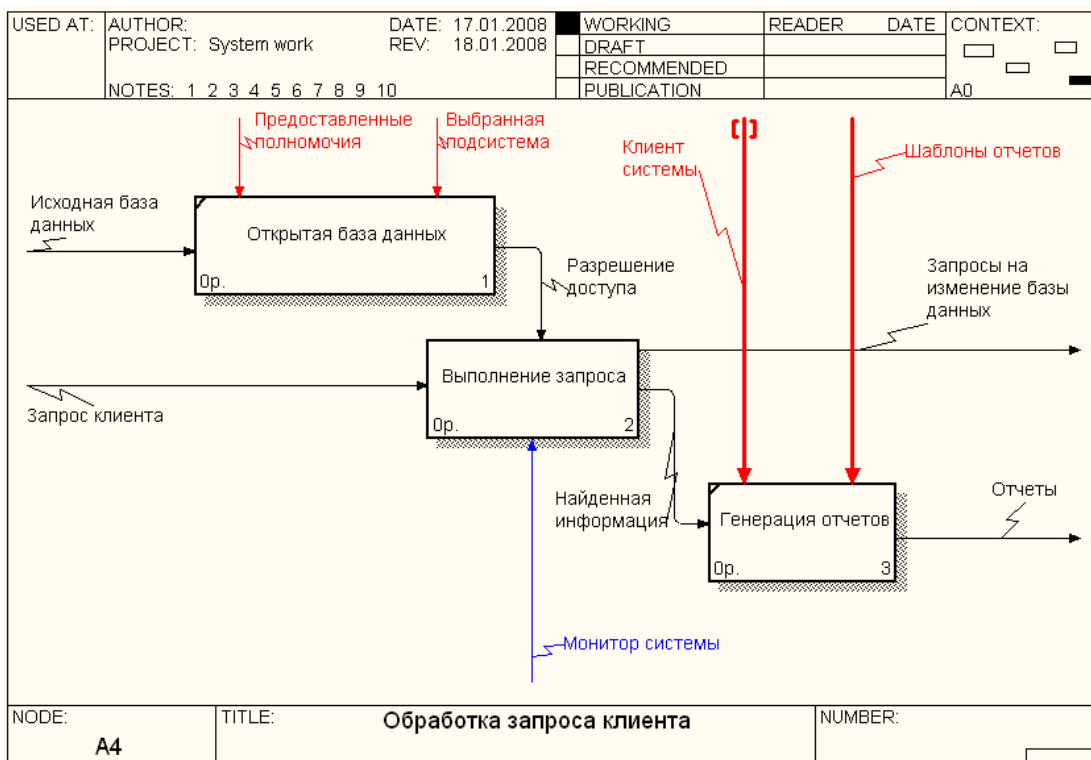 USED AT:
AUTHOR:
DATE: 17.01.2008
PROJECT: System work
REV: 18.01.2008
NOTES: 1 2 3 4 5 6 7 8 9 10
WORKING
DRAFT
RECOMMENDED
PUBLICATION
READER
DATE
CONTEXT:
A0
Предоставленные
полномочия
Выбранная
подсистема
Клиент
системы
Шаблоны отчетов
Исходная база
данных
Открытая база данных
0р.
1
Разрешение
доступа
Запросы на
изменение базы
данных
Выполнение запроса
0р.
2
Запрос клиента
Найденная
информация
Генерация отчетов
0р.
3
Отчеты
Монитор системы
NODE:
A4
TITLE:
Обработка запроса клиента
NUMBER: